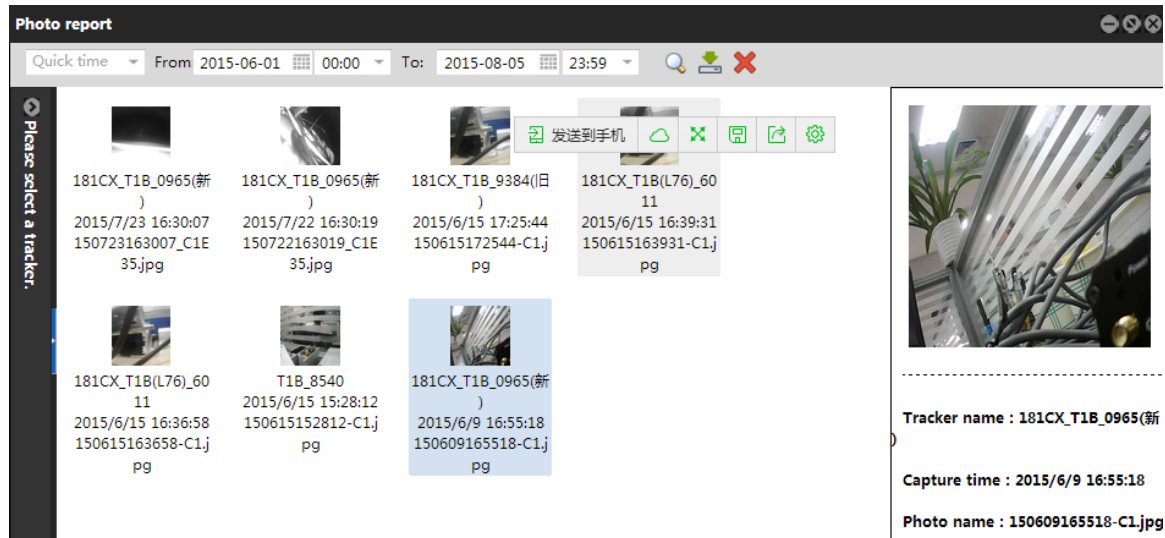 Photo report
Quick time From 2015-06-01 00:00 To: 2015-08-05 23:59
Please select a tracker.
发送到手机
181CX_T1B_0965(新
)
2015/7/23 16:30:07
150723163007_C1E
35.jpg
181CX_T1B_0965(新
)
2015/7/22 16:30:19
150722163019_C1E
35.jpg
181CX_T1B_9384(旧
)
2015/6/15 17:25:44
150615172544-C1.j
pg
181CX_T1B(L76)_60
11
2015/6/15 16:39:31
150615163931-C1.j
pg
181CX_T1B(L76)_60
11
2015/6/15 16:36:58
150615163658-C1.j
pg
T1B_8540
2015/6/15 15:28:12
150615152812-C1.j
pg
181CX_T1B_0965(新
)
2015/6/9 16:55:18
150609165518-C1.j
pg
Tracker name : 181CX_T1B_0965(新
)
Capture time : 2015/6/9 16:55:18
Photo name : 150609165518-C1.jpg